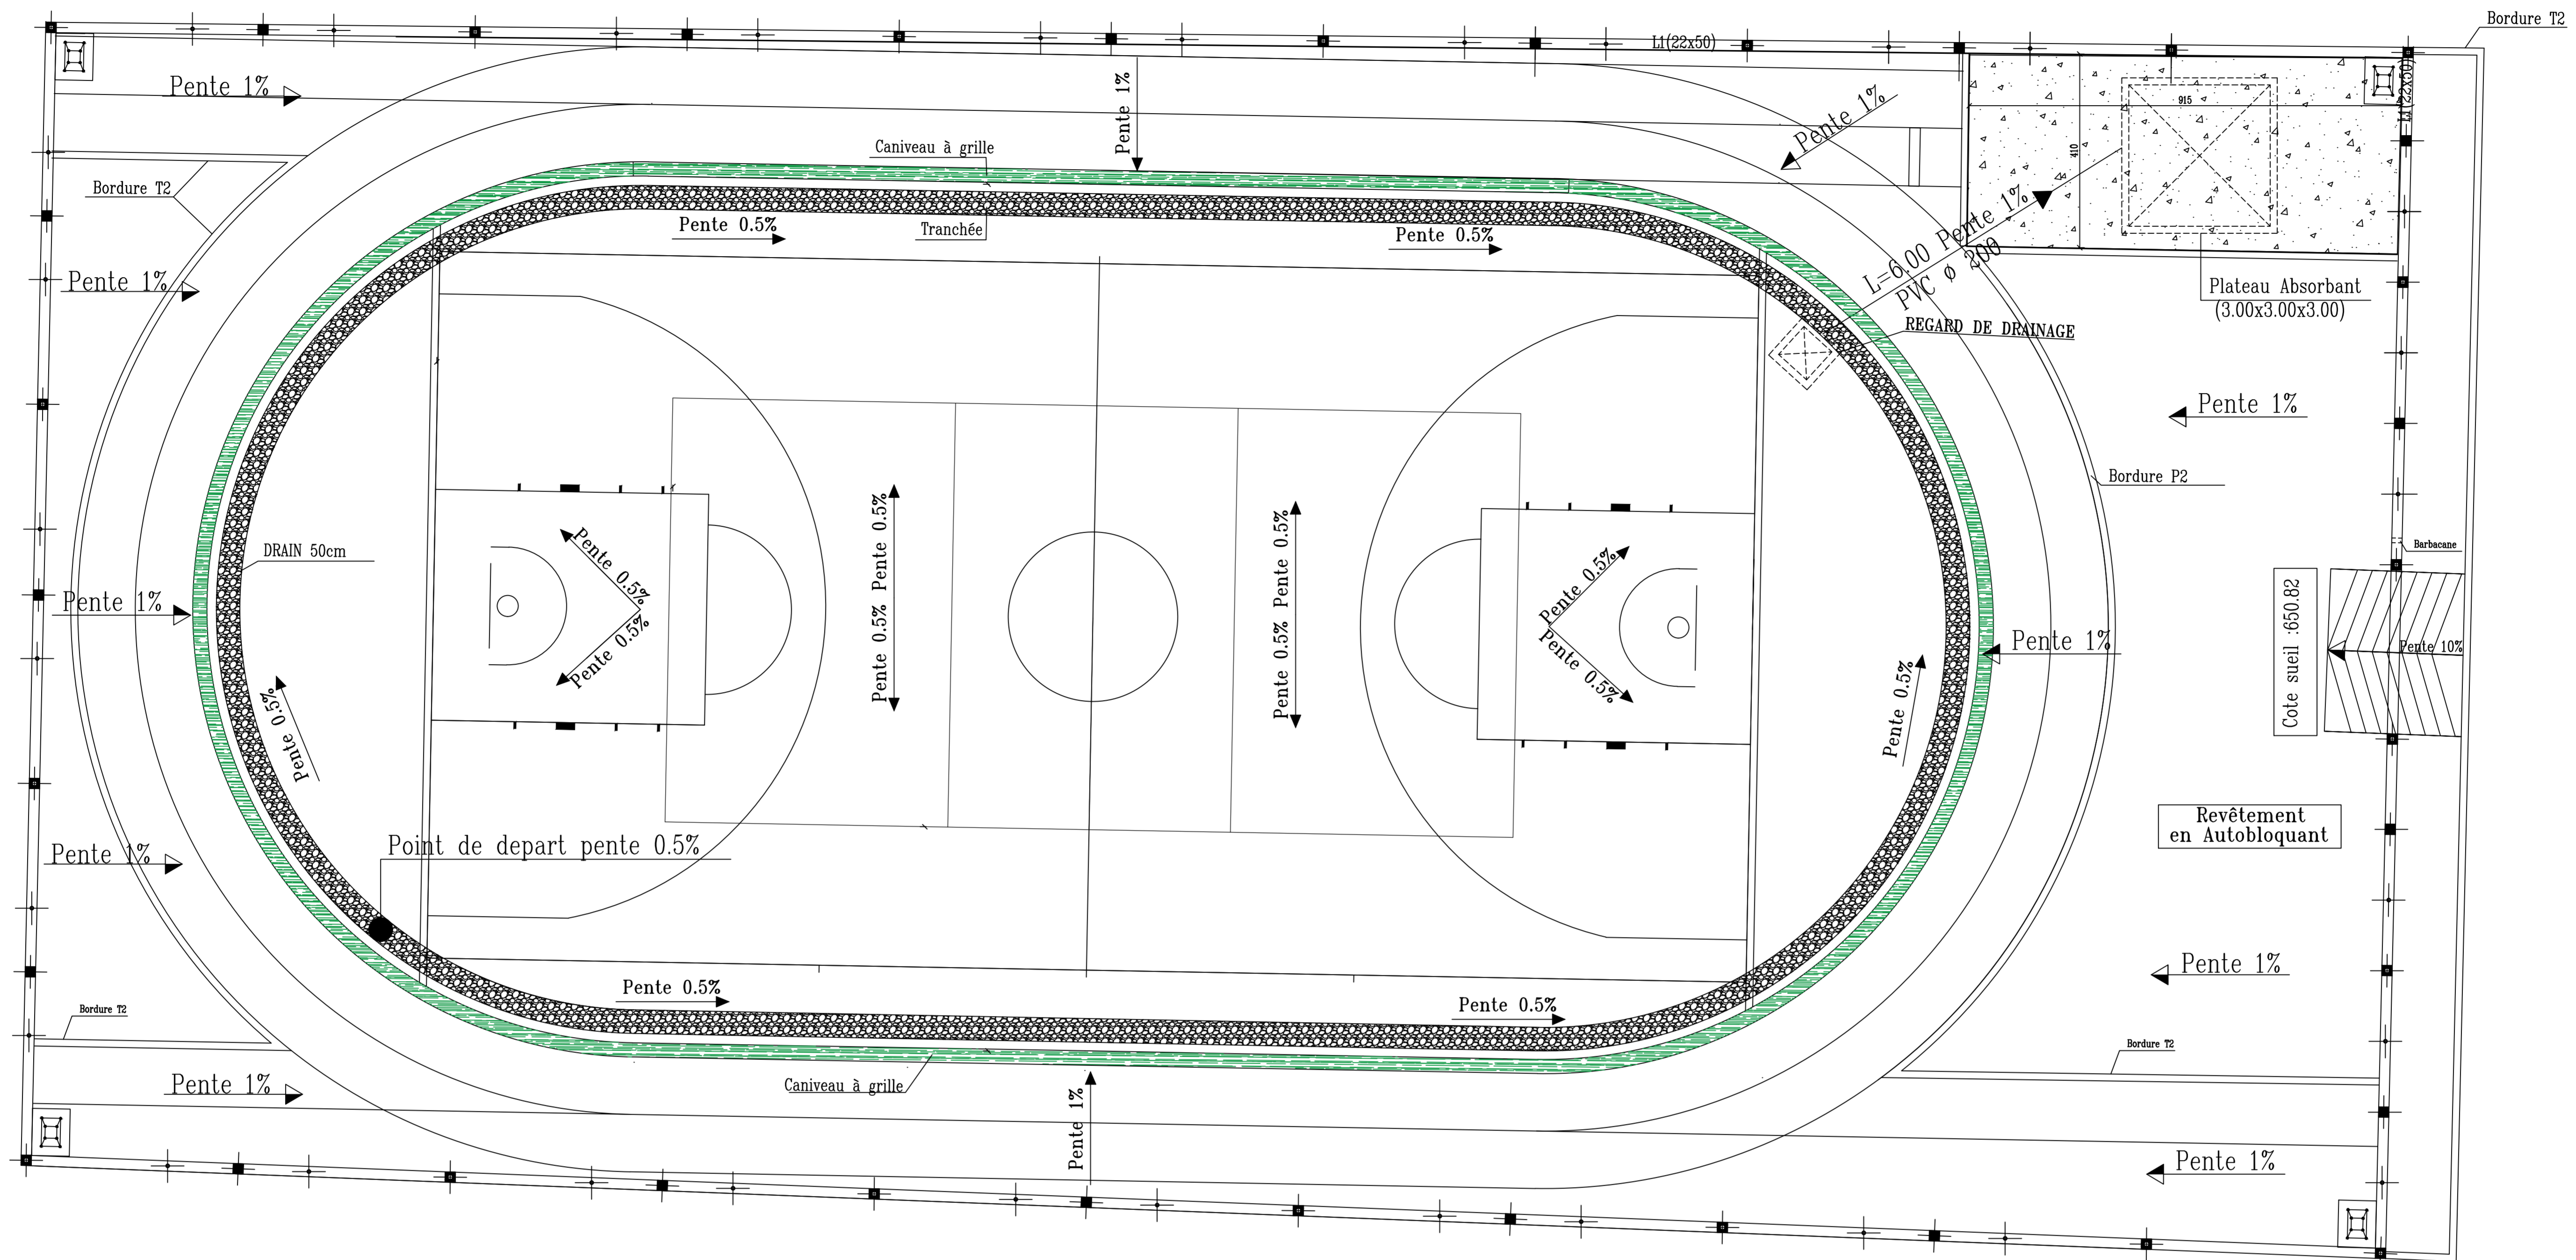 Bordure T2
L1(22x50)
L1(22x50)
Pente 1%
Pente 1%
Pente 1%
915
410
Caniveau à grille
Bordure T2
Tranchée
Pente 0.5%
Pente 0.5%
L=6.00 Pente 1%
PVC ø 200
Plateau Absorbant
(3.00x3.00x3.00)
REGARD DE DRAINAGE
Pente 1%
Pente 1%
Bordure P2
Barbacane
DRAIN 50cm
Pente 0.5%
Pente 0.5%
Pente 0.5% Pente 0.5%
Pente 0.5% Pente 0.5%
Pente 0.5%
Pente 0.5%
Pente 1%
Pente 1%
Cote sueil :650.82
Pente 10%
Pente 0.5%
Pente 0.5%
Revêtement
en Autobloquant
Point de depart pente 0.5%
Pente 1%
Pente 1%
Pente 0.5%
Pente 0.5%
Bordure T2
Bordure T2
Caniveau à grille
Pente 1%
Pente 1%
Pente 1%